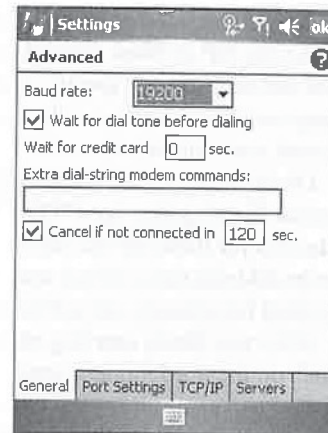 Settings ok
Advanced ?
Baud rate: 19200
Wait for dial tone before dialing
Wait for credit card 0 sec.
Extra dial-string modem commands:
Cancel if not connected in 120 sec.
General Port Settings TCP/IP Servers